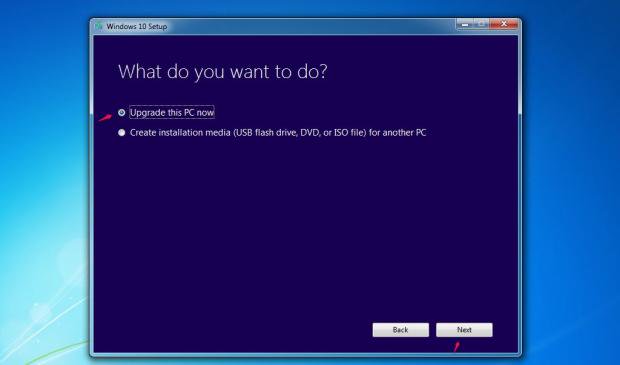 Windows 10 Setup
What do you want to do?
Upgrade this PC now
Create installation media (USB flash drive, DVD, or ISO file) for another PC
Back
Next